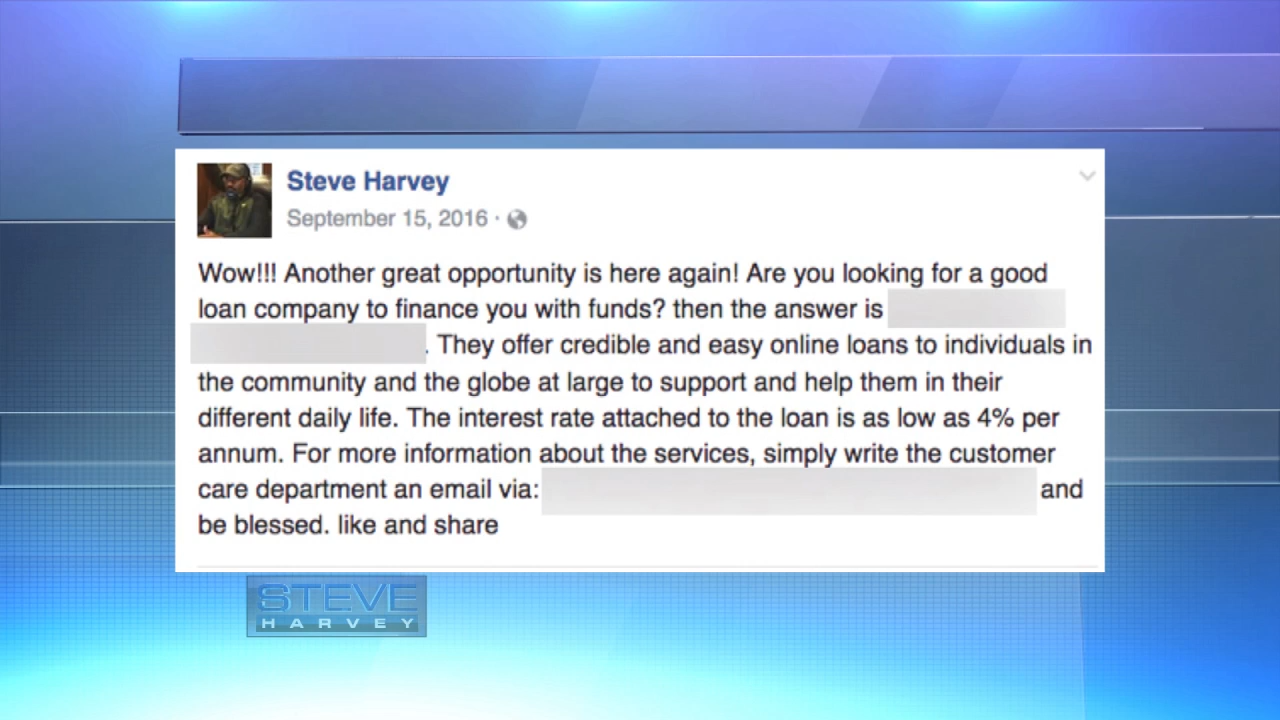 Steve Harvey
September 15, 2016 ·
Wow!!! Another great opportunity is here again! Are you looking for a good
loan company to finance you with funds? then the answer is
. They offer credible and easy online loans to individuals in
the community and the globe at large to support and help them in their
different daily life. The interest rate attached to the loan is as low as 4% per
annum. For more information about the services, simply write the customer
care department an email via: and
be blessed. like and share
STEVE
HARVEY